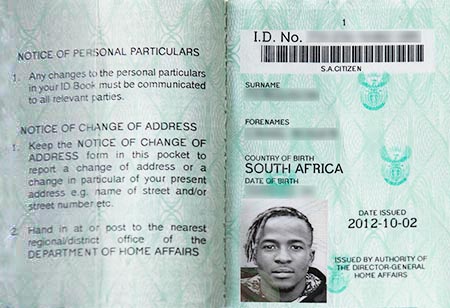 NOTICE OF PERSONAL PARTICULARS
1. Any changes to the personal particulars
in your ID Book must be communicated
to all relevant parties.
NOTICE OF CHANGE OF ADDRESS
1. Keep the NOTICE OF CHANGE OF
ADDRESS form in this pocket to
report a change of address or a
change in particular of your present
address e.g. name of street and/or
street number etc.
2. Hand in at or post to the nearest
regional/district office of the
DEPARTMENT OF HOME AFFAIRS
1
I.D. No.
S.A.CITIZEN
SURNAME
FORENAMES
COUNTRY OF BIRTH
SOUTH AFRICA
DATE OF BIRTH
DATE ISSUED
2012-10-02
ISSUED BY AUTHORITY OF
THE DIRECTOR-GENERAL
HOME AFFAIRS